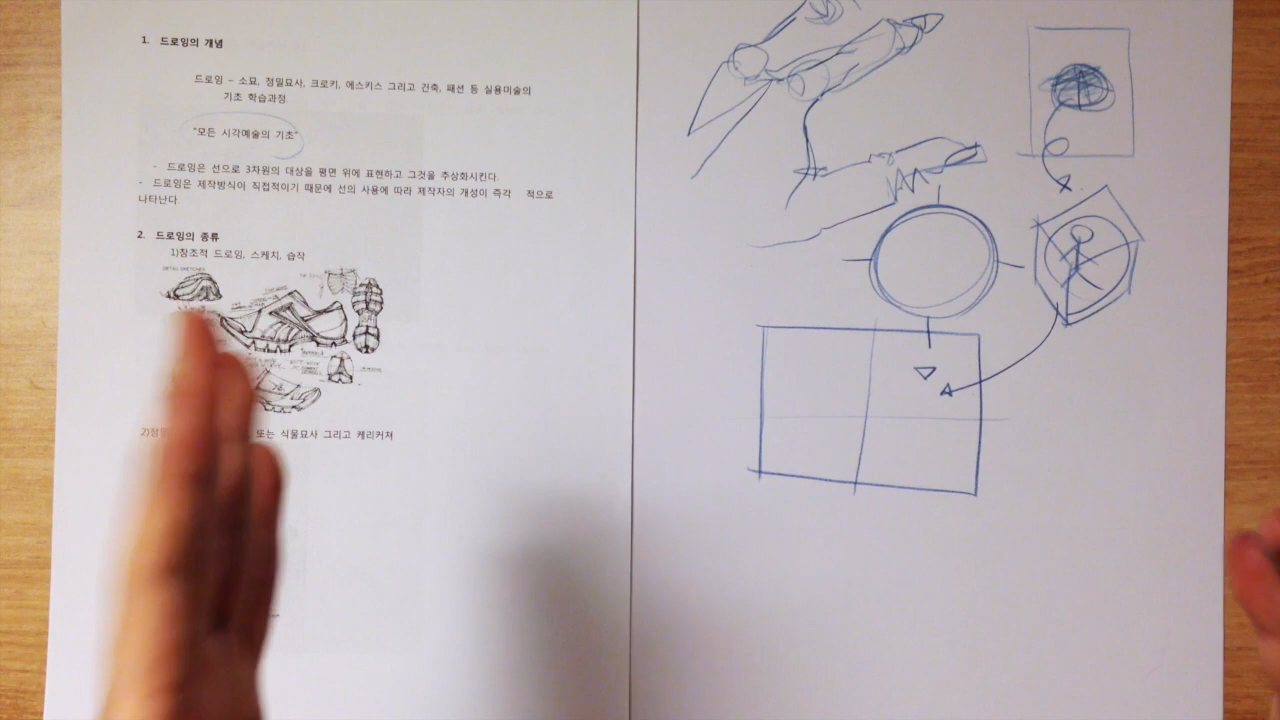 1. 드로잉의 개념
드로잉 – 소묘, 정밀묘사, 크로키, 에스키스 그리고 건축, 패션 등 실용미술의
기초 학습과정
"모든 시각예술의 기초"
- 드로잉은 선으로 3차원의 대상을 평면 위에 표현하고 그것을 추상화시킨다.
- 드로잉은 제작방식이 직접적이기 때문에 선의 사용에 따라 제작자의 개성이 즉각 적으로
나타난다.
2. 드로잉의 종류
1)창조적 드로잉, 스케치, 습작
DETAIL SKETCHES
2)정 또는 식물묘사 그리고 케리커쳐